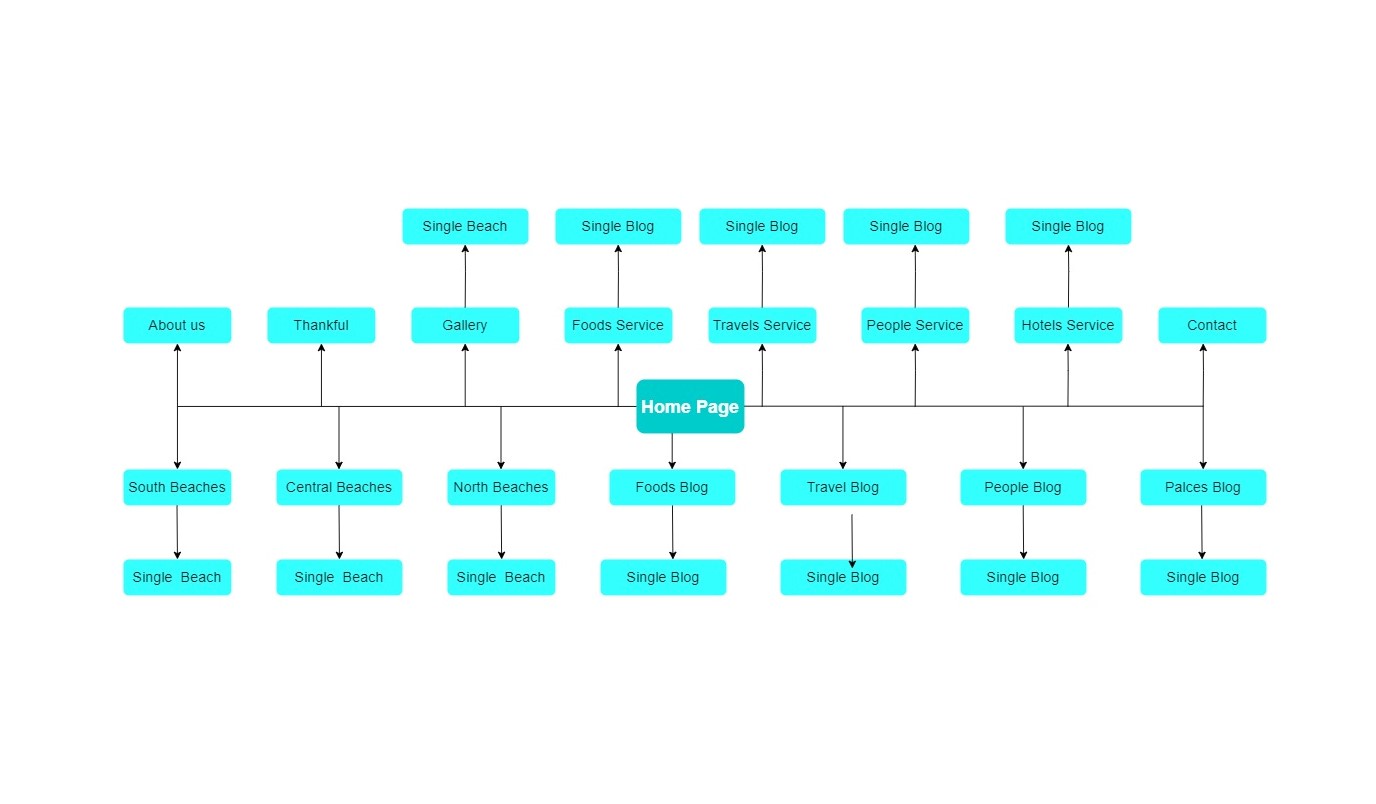 Single Beach
Single Blog
Single Blog
Single Blog
Single Blog
About us
Thankful
Gallery
Foods Service
Travels Service
People Service
Hotels Service
Contact
Home Page
South Beaches
Central Beaches
North Beaches
Foods Blog
Travel Blog
People Blog
Palces Blog
Single  Beach
Single  Beach
Single  Beach
Single Blog
Single Blog
Single Blog
Single Blog